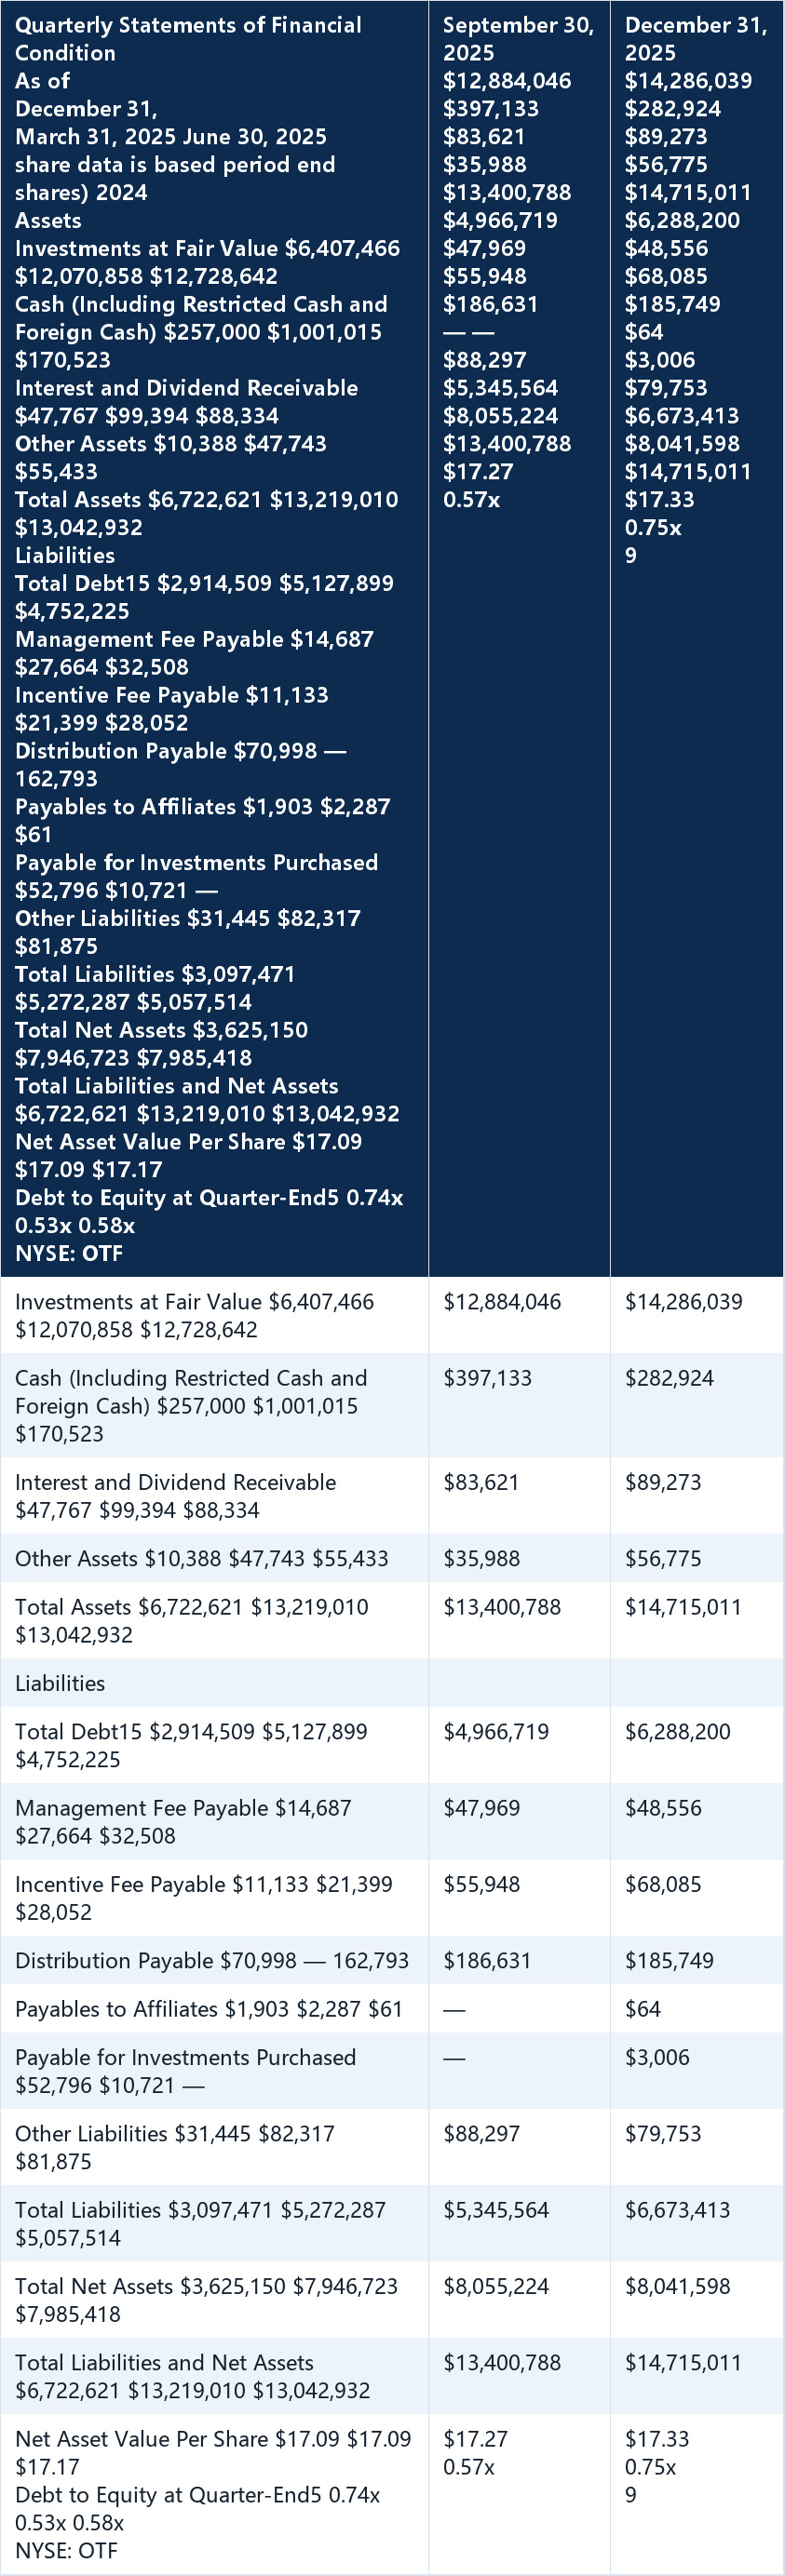 Quarterly Statements of Financial
Condition
As of
December 31,
March 31, 2025 June 30, 2025
share data is based period end
shares) 2024
Assets
Investments at Fair Value $6,407,466
$12,070,858 $12,728,642
Cash (Including Restricted Cash and
Foreign Cash) $257,000 $1,001,015
$170,523
Interest and Dividend Receivable
$47,767 $99,394 $88,334
Other Assets $10,388 $47,743
$55,433
Total Assets $6,722,621 $13,219,010
$13,042,932
Liabilities
Total Debt15 $2,914,509 $5,127,899
$4,752,225
Management Fee Payable $14,687
$27,664 $32,508
Incentive Fee Payable $11,133
$21,399 $28,052
Distribution Payable $70,998 —
162,793
Payables to Affiliates $1,903 $2,287
$61
Payable for Investments Purchased
$52,796 $10,721 —
Other Liabilities $31,445 $82,317
$81,875
Total Liabilities $3,097,471
$5,272,287 $5,057,514
Total Net Assets $3,625,150
$7,946,723 $7,985,418
Total Liabilities and Net Assets
$6,722,621 $13,219,010 $13,042,932
Net Asset Value Per Share $17.09
$17.09 $17.17
Debt to Equity at Quarter-End5 0.74x
0.53x 0.58x
NYSE: OTF
September 30,
2025
$12,884,046
$397,133
$83,621
$35,988
$13,400,788
$4,966,719
$47,969
$55,948
$186,631
— —
$88,297
$5,345,564
$8,055,224
$13,400,788
$17.27
0.57x
December 31,
2025
$14,286,039
$282,924
$89,273
$56,775
$14,715,011
$6,288,200
$48,556
$68,085
$185,749
$64
$3,006
$79,753
$6,673,413
$8,041,598
$14,715,011
$17.33
0.75x
9
Investments at Fair Value $6,407,466
$12,070,858 $12,728,642
$12,884,046
$14,286,039
Cash (Including Restricted Cash and
Foreign Cash) $257,000 $1,001,015
$170,523
$397,133
$282,924
Interest and Dividend Receivable
$47,767 $99,394 $88,334
$83,621
$89,273
Other Assets $10,388 $47,743 $55,433
$35,988
$56,775
Total Assets $6,722,621 $13,219,010
$13,042,932
$13,400,788
$14,715,011
Liabilities
Total Debt15 $2,914,509 $5,127,899
$4,752,225
$4,966,719
$6,288,200
Management Fee Payable $14,687
$27,664 $32,508
$47,969
$48,556
Incentive Fee Payable $11,133 $21,399
$28,052
$55,948
$68,085
Distribution Payable $70,998 — 162,793
$186,631
$185,749
Payables to Affiliates $1,903 $2,287 $61
—
$64
Payable for Investments Purchased
$52,796 $10,721 —
—
$3,006
Other Liabilities $31,445 $82,317
$81,875
$88,297
$79,753
Total Liabilities $3,097,471 $5,272,287
$5,057,514
$5,345,564
$6,673,413
Total Net Assets $3,625,150 $7,946,723
$7,985,418
$8,055,224
$8,041,598
Total Liabilities and Net Assets
$6,722,621 $13,219,010 $13,042,932
$13,400,788
$14,715,011
Net Asset Value Per Share $17.09 $17.09
$17.17
Debt to Equity at Quarter-End5 0.74x
0.53x 0.58x
NYSE: OTF
$17.27
0.57x
$17.33
0.75x
9